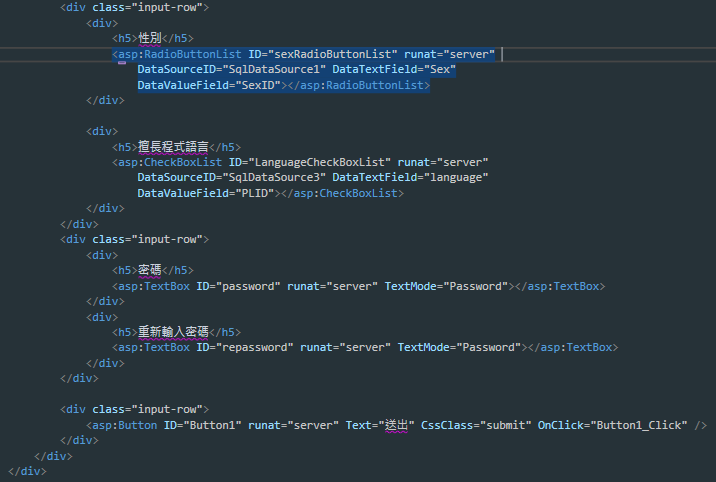 <div class="input-row">
<div>
<h5>性別</h5>
<asp:RadioButtonList ID="sexRadioButtonList" runat="server"
DataSourceID="SqlDataSource1" DataTextField="Sex"
DataValueField="SexID"></asp:RadioButtonList>
</div>
<div>
<h5>擅長程式語言</h5>
<asp:CheckBoxList ID="LanguageCheckBoxList" runat="server"
DataSourceID="SqlDataSource3" DataTextField="language"
DataValueField="PLID"></asp:CheckBoxList>
</div>
</div>
<div class="input-row">
<div>
<h5>密碼</h5>
<asp:TextBox ID="password" runat="server" TextMode="Password"></asp:TextBox>
</div>
<div>
<h5>重新輸入密碼</h5>
<asp:TextBox ID="repassword" runat="server" TextMode="Password"></asp:TextBox>
</div>
</div>
<div class="input-row">
<asp:Button ID="Button1" runat="server" Text="送出" CssClass="submit" OnClick="Button1_Click" />
</div>
</div>
</div>